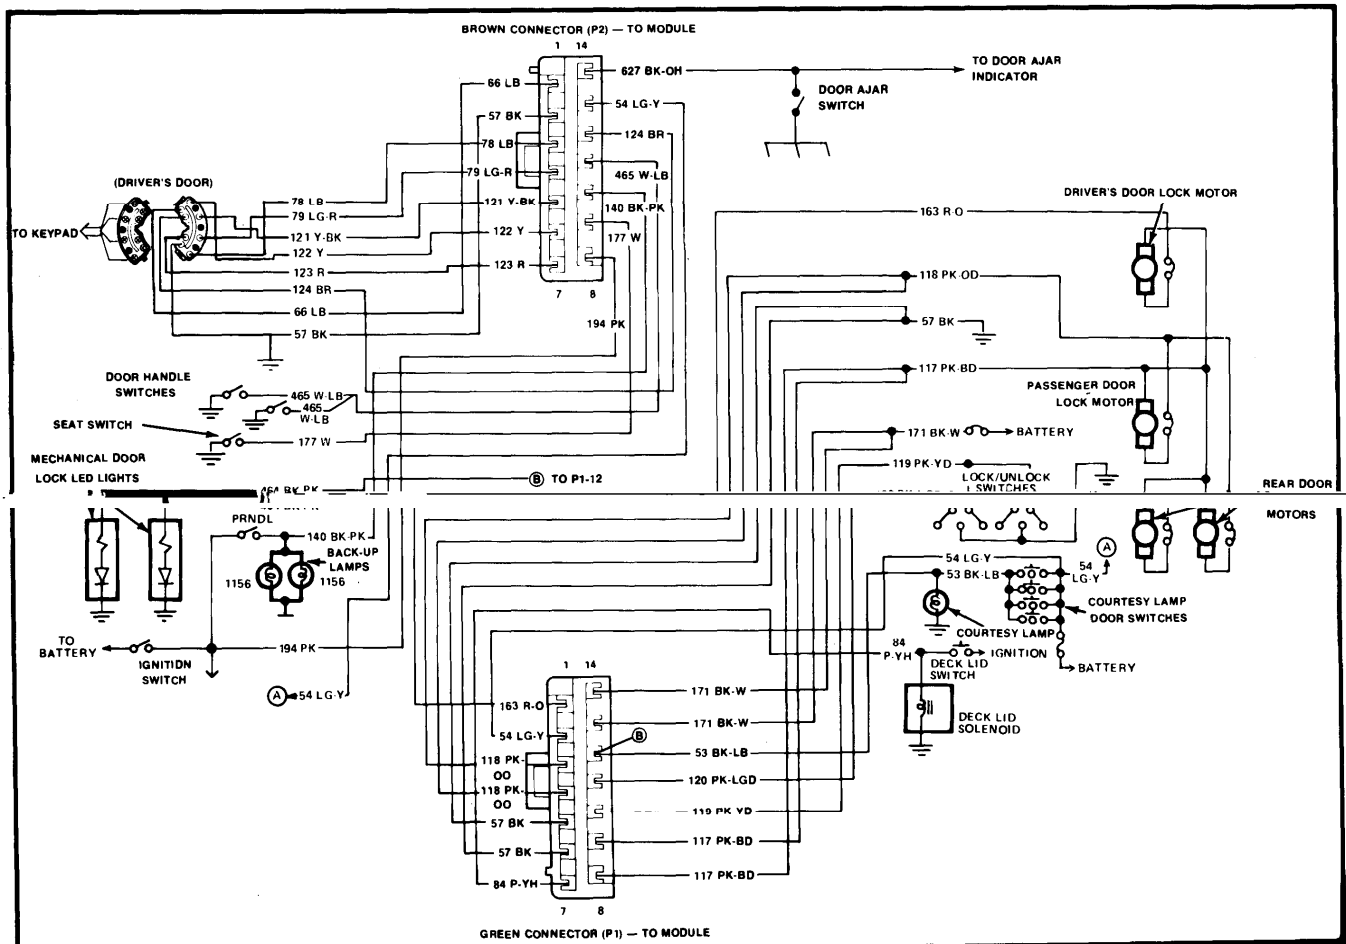 BROWN CONNECTOR (P2) — TO MODULE
1 14
627 BK-OH
TO DOOR AJAR
INDICATOR
66 LB
DOOR AJAR
SWITCH
54 LG-Y
57 BK
124 BR
78 LB
465 W-LB
79 LG-R
(DRIVER'S DOOR)
DRIVER'S DOOR LOCK MOTOR
78 LB
121 Y-BK
140 BK-PK
163 R-O
79 LG-R
TO KEYPAD
121 Y-BK
122 Y
177 W
122 Y
123 R
123 R
118 PK-OD
124 BR
7 8
66 LB
194 PK
57 BK
57 BK
DOOR HANDLE
SWITCHES
117 PK-BD
465 W-LB
465
W-LB
PASSENGER DOOR
LOCK MOTOR
SEAT SWITCH
177 W
171 BK-W
BATTERY
MECHANICAL DOOR
LOCK LED LIGHTS
119 PK-YD
LOCK/UNLOCK
SWITCHES
B TO P1-12
REAR DOOR
MOTORS
PRNDL
140 BK-PK
BACK-UP
LAMPS
1156
1156
54 LG-Y
A
53 BK-LB
54
LG-Y
COURTESY LAMP
DOOR SWITCHES
COURTESY LAMP
TO
BATTERY
194 PK
84
P-YH
IGNITION
IGNITIDN
SWITCH
DECK LID
SWITCH
BATTERY
1 14
A
54 LG-Y
171 BK-W
163 R-O
DECK LID
SOLENOID
171 BK-W
54 LG-Y
B
53 BK-LB
118 PK-
OO
120 PK-LGD
118 PK-
OO
119 PK-YD
57 BK
117 PK-BD
57 BK
117 PK-BD
84 P-YH
7 8
GREEN CONNECTOR (P1) — TO MODULE